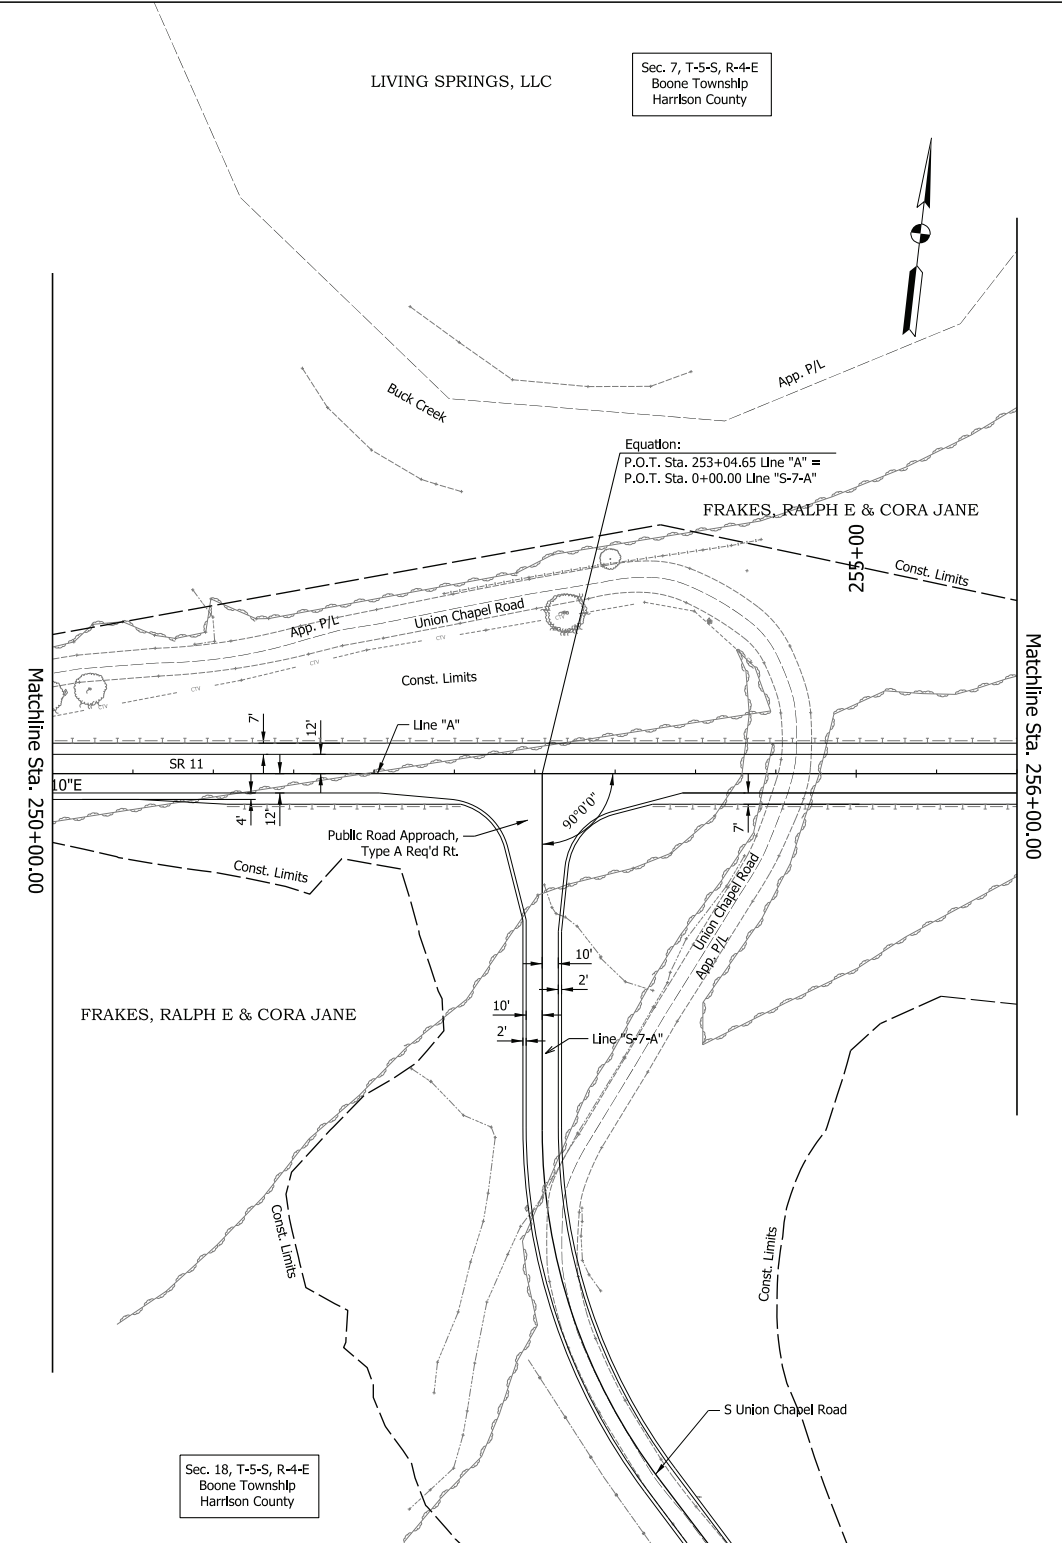 LIVING SPRINGS, LLC
Sec. 7, T-5-S, R-4-E
Boone Township
Harrison County
App. P/L
Buck Creek
Equation:
P.O.T. Sta. 253+04.65 Line "A" =
P.O.T. Sta. 0+00.00 Line "S-7-A"
FRAKES, RALPH E & CORA JANE
255+00
Const. Limits
Union Chapel Road
App. P/L
CTV
CTV
CTV
CTV
CTV
Const. Limits
Matchline Sta. 250+00.00
Matchline Sta. 256+00.00
7'
12'
Line "A"
SR 11
10"E
4'
12'
90°0'0"
7'
Public Road Approach,
Type A Req'd Rt.
Const. Limits
Union Chapel Road
App. P/L
10'
2'
10'
2'
FRAKES, RALPH E & CORA JANE
Line "S-7-A"
Const. Limits
Const. Limits
S Union Chapel Road
Sec. 18, T-5-S, R-4-E
Boone Township
Harrison County